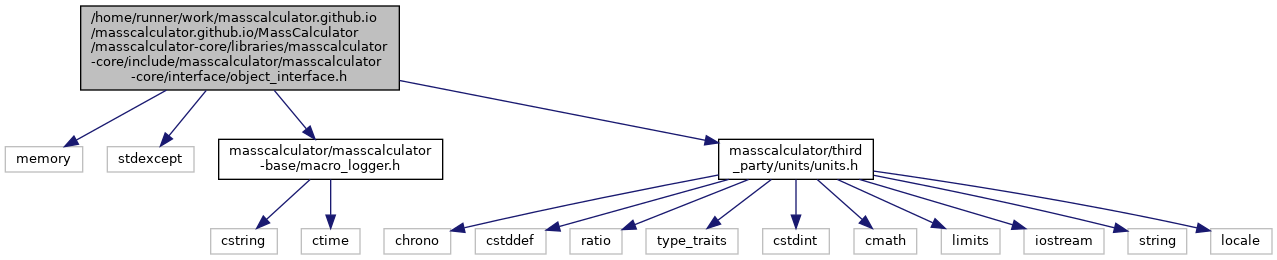 /home/runner/work/masscalculator.github.io
/masscalculator.github.io/MassCalculator
/masscalculator-core/libraries/masscalculator
-core/include/masscalculator/masscalculator
-core/interface/object_interface.h
memory
stdexcept
masscalculator/masscalculator
-base/macro_logger.h
masscalculator/third
_party/units/units.h
cstring
ctime
chrono
cstddef
ratio
type_traits
cstdint
cmath
limits
iostream
string
locale